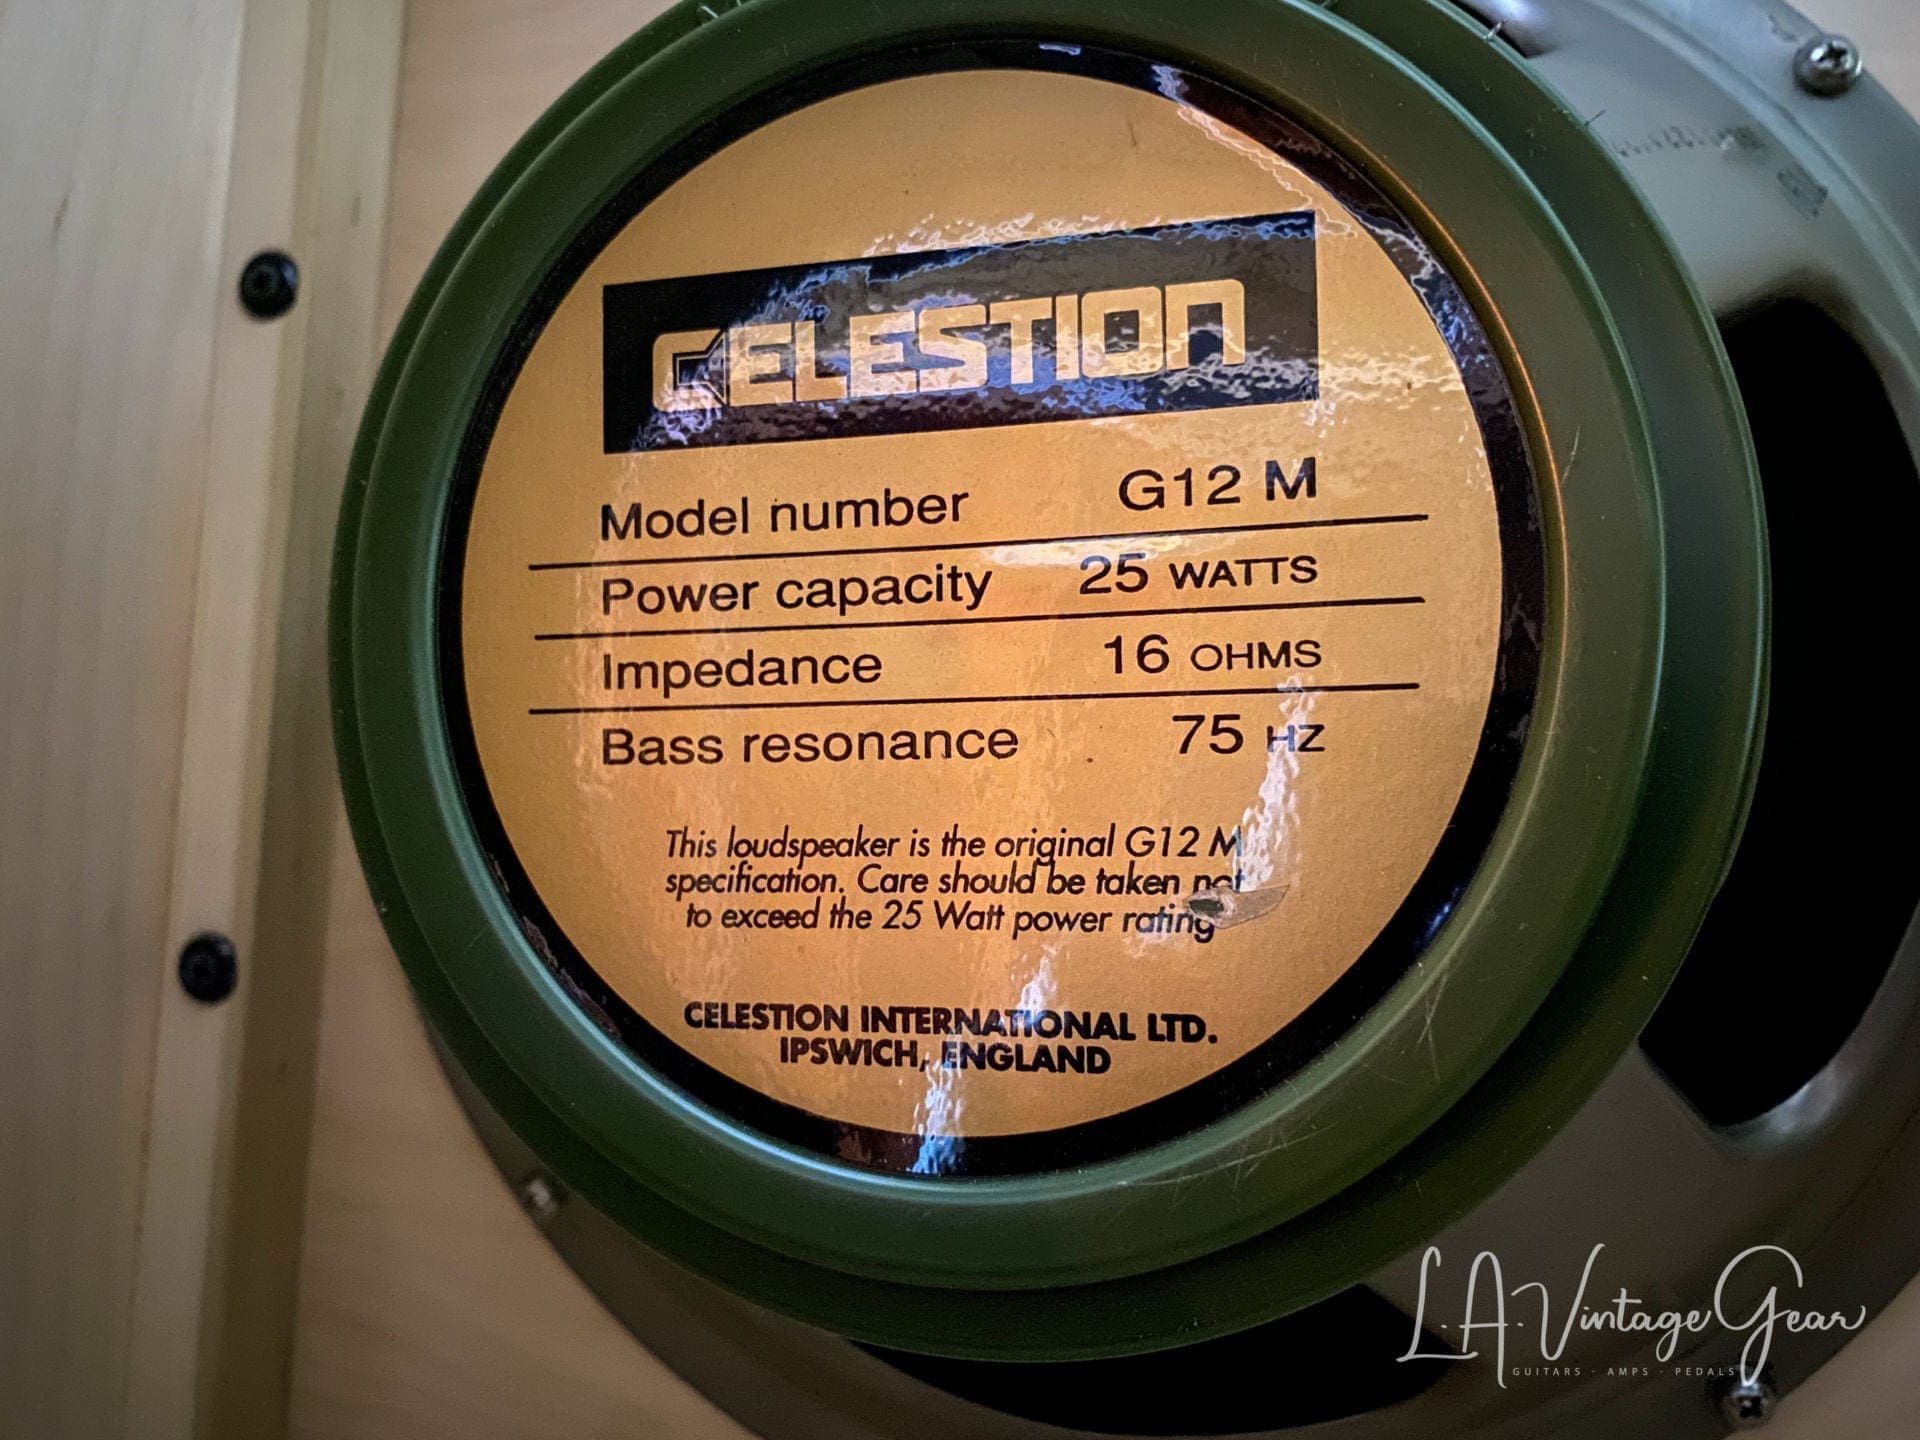 CELESTION
Model number G12 M
Power capacity 25 WATTS
Impedance 16 OHMS
Bass resonance 75 HZ
This loudspeaker is the original G12 M
specification. Care should be taken not
to exceed the 25 Watt power rating
CELESTION INTERNATIONAL LTD.
IPSWICH, ENGLAND
L.A. Vintage Gear
GUITARS - AMPS - PEDALS